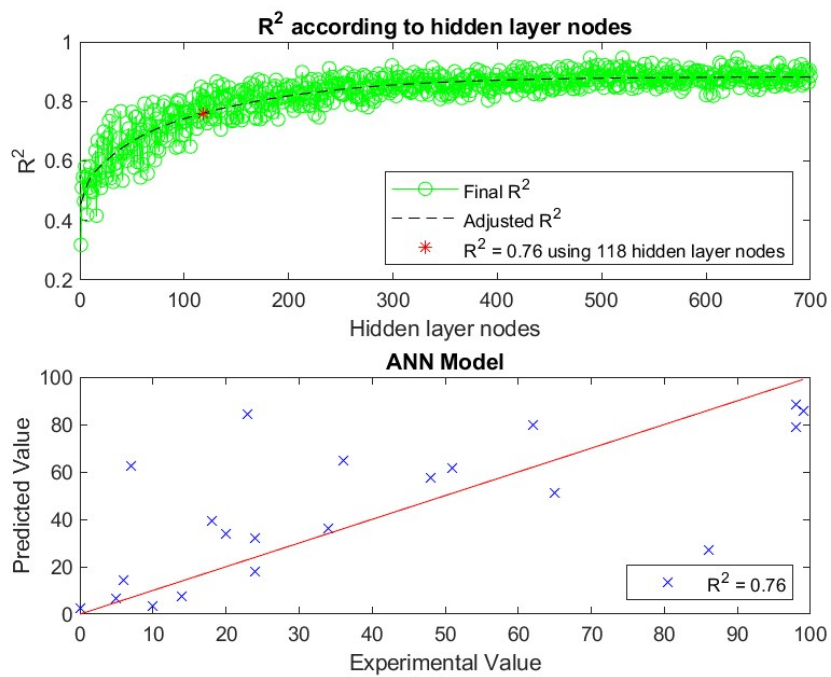 R² according to hidden layer nodes
1
0.8
0.6
0.4
0.2
R²
Final R²
Adjusted R²
R² = 0.76 using 118 hidden layer nodes
0 100 200 300 400 500 600 700
Hidden layer nodes
ANN Model
100
80
60
40
20
0
Predicted Value
R² = 0.76
0 10 20 30 40 50 60 70 80 90 100
Experimental Value